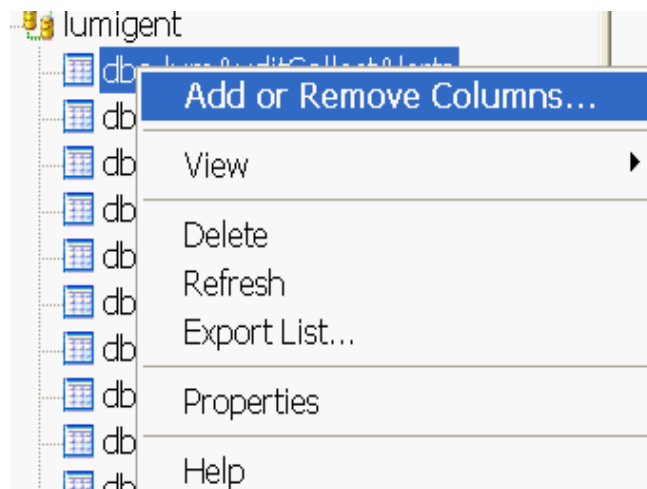 lumigent
Add or Remove Columns...
db
View
db
db
Delete
db
Refresh
db
Export List...
db
db
Properties
db
Help
db